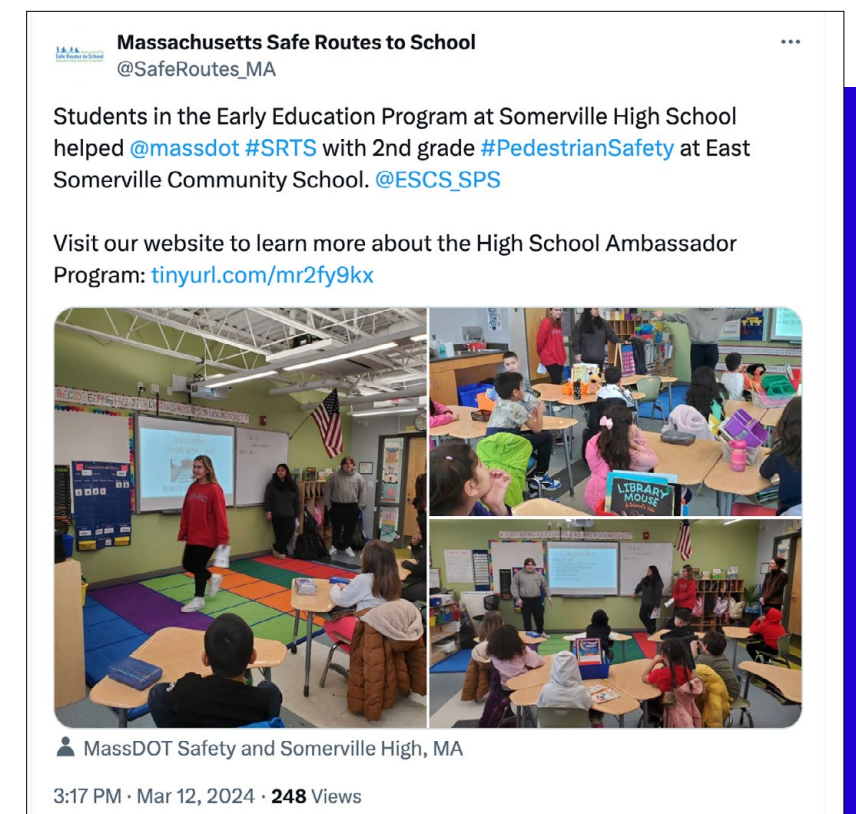 Massachusetts Safe Routes to School
@SafeRoutes_MA
Students in the Early Education Program at Somerville High School
helped @massdot #SRTS with 2nd grade #PedestrianSafety at East
Somerville Community School. @ESCS_SPS
Visit our website to learn more about the High School Ambassador
Program: tinyurl.com/mr2fy9kx
LIBRARY
MOUSE
MassDOT Safety and Somerville High, MA
3:17 PM · Mar 12, 2024 · 248 Views